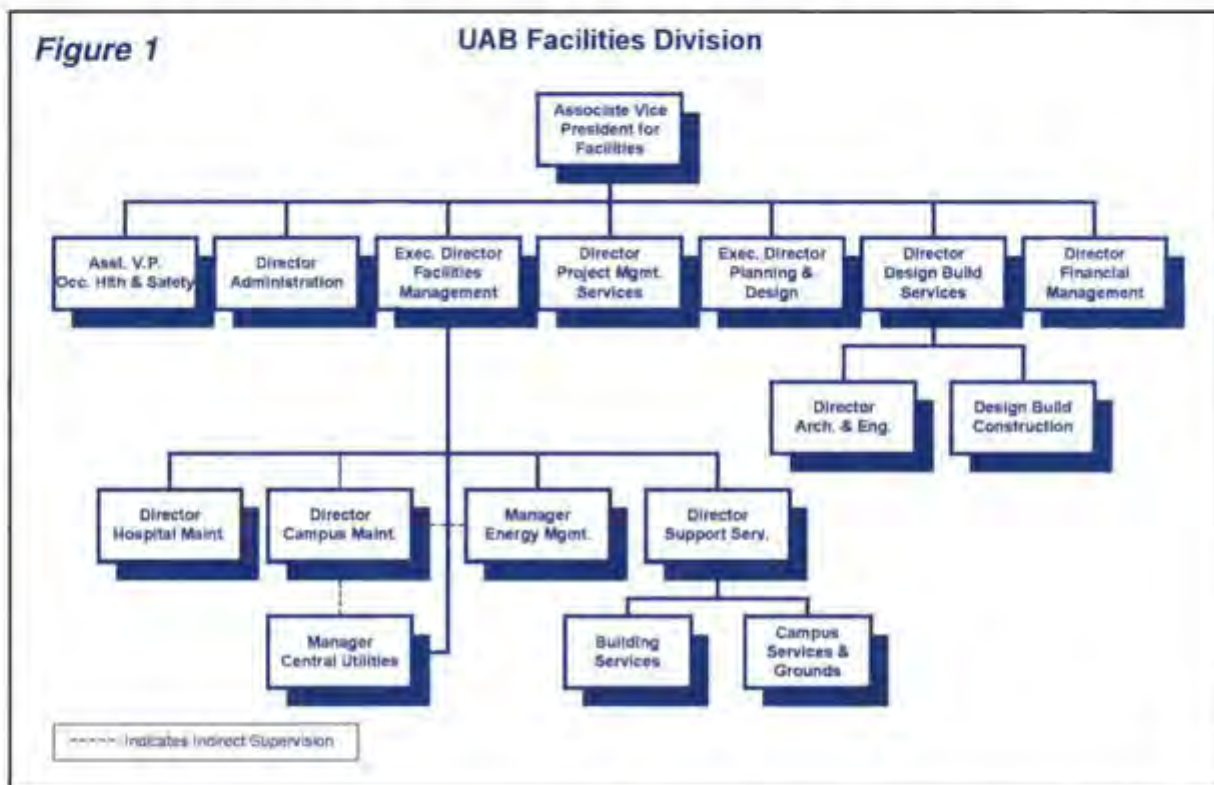 Figure 1
UAB Facilities Division
Associate Vice
President for
Facilities
Asst. V.P.
Occ. Hlth & Safety
Director
Administration
Exec. Director
Facilities
Management
Director
Project Mgmt.
Services
Exec. Director
Planning &
Design
Director
Design Build
Services
Director
Financial
Management
Director
Arch. & Eng.
Design Build
Construction
Director
Hospital Maint.
Director
Campus Maint.
Manager
Energy Mgmt.
Director
Support Serv.
Manager
Central Utilities
Building
Services
Campus
Services &
Grounds
Indicates Indirect Supervision